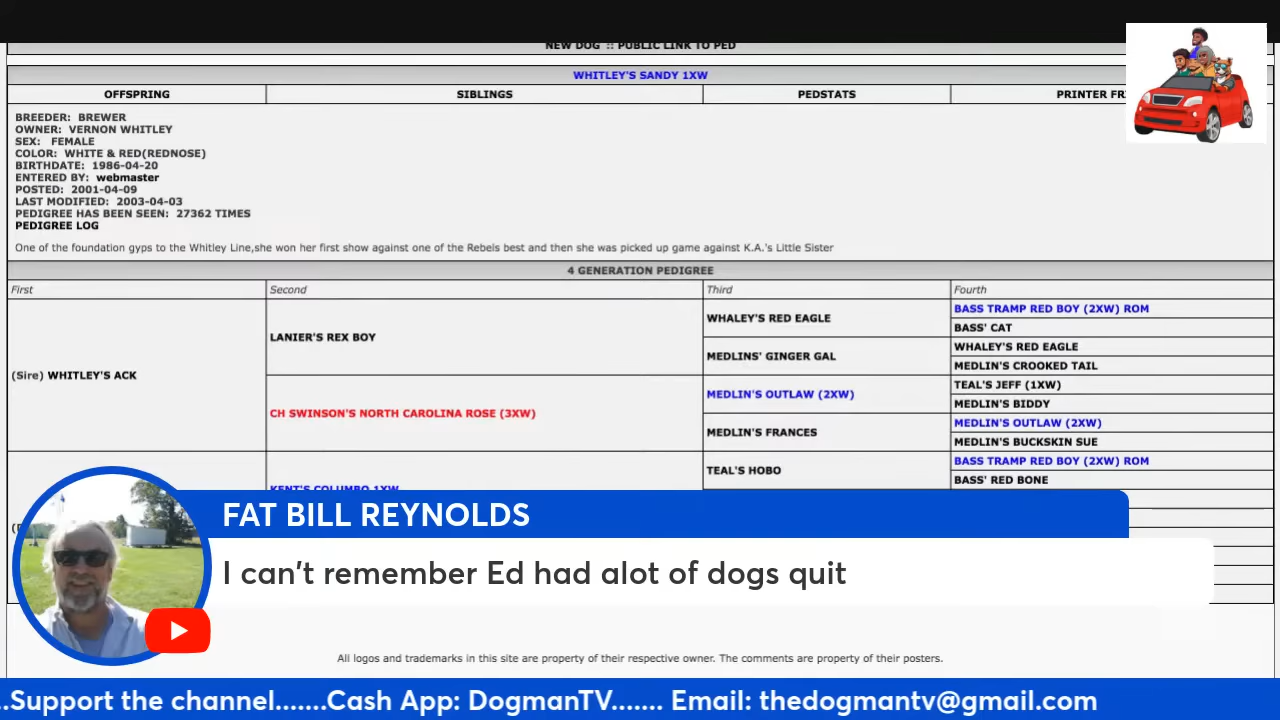 NEW DOG :: PUBLIC LINK TO PED
WHITLEY'S SANDY 1XW
OFFSPRING SIBLINGS PEDSTATS PRINTER FRI
BREEDER: BREWER
OWNER: VERNON WHITLEY
SEX: FEMALE
COLOR: WHITE & RED(REDNOSE)
BIRTHDATE: 1986-04-20
ENTERED BY: webmaster
POSTED: 2001-04-09
LAST MODIFIED: 2003-04-03
PEDIGREE HAS BEEN SEEN: 27362 TIMES
PEDIGREE LOG
One of the foundation gyps to the Whitley Line,she won her first show against one of the Rebels best and then she was picked up game against K.A.'s Little Sister
4 GENERATION PEDIGREE
First Second Third Fourth
(Sire) WHITLEY'S ACK
LANIER'S REX BOY
CH SWINSON'S NORTH CAROLINA ROSE (3XW)
KENT'S COLUMBO 1XW
WHALEY'S RED EAGLE
MEDLINS' GINGER GAL
MEDLIN'S OUTLAW (2XW)
MEDLIN'S FRANCES
TEAL'S HOBO
BASS TRAMP RED BOY (2XW) ROM
BASS' CAT
WHALEY'S RED EAGLE
MEDLIN'S CROOKED TAIL
TEAL'S JEFF (1XW)
MEDLIN'S BIDDY
MEDLIN'S OUTLAW (2XW)
MEDLIN'S BUCKSKIN SUE
BASS TRAMP RED BOY (2XW) ROM
BASS' RED BONE
FAT BILL REYNOLDS
I can't remember Ed had alot of dogs quit
All logos and trademarks in this site are property of their respective owner. The comments are property of their posters.
..Support the channel.......Cash App: DogmanTV....... Email: thedogmantv@gmail.com